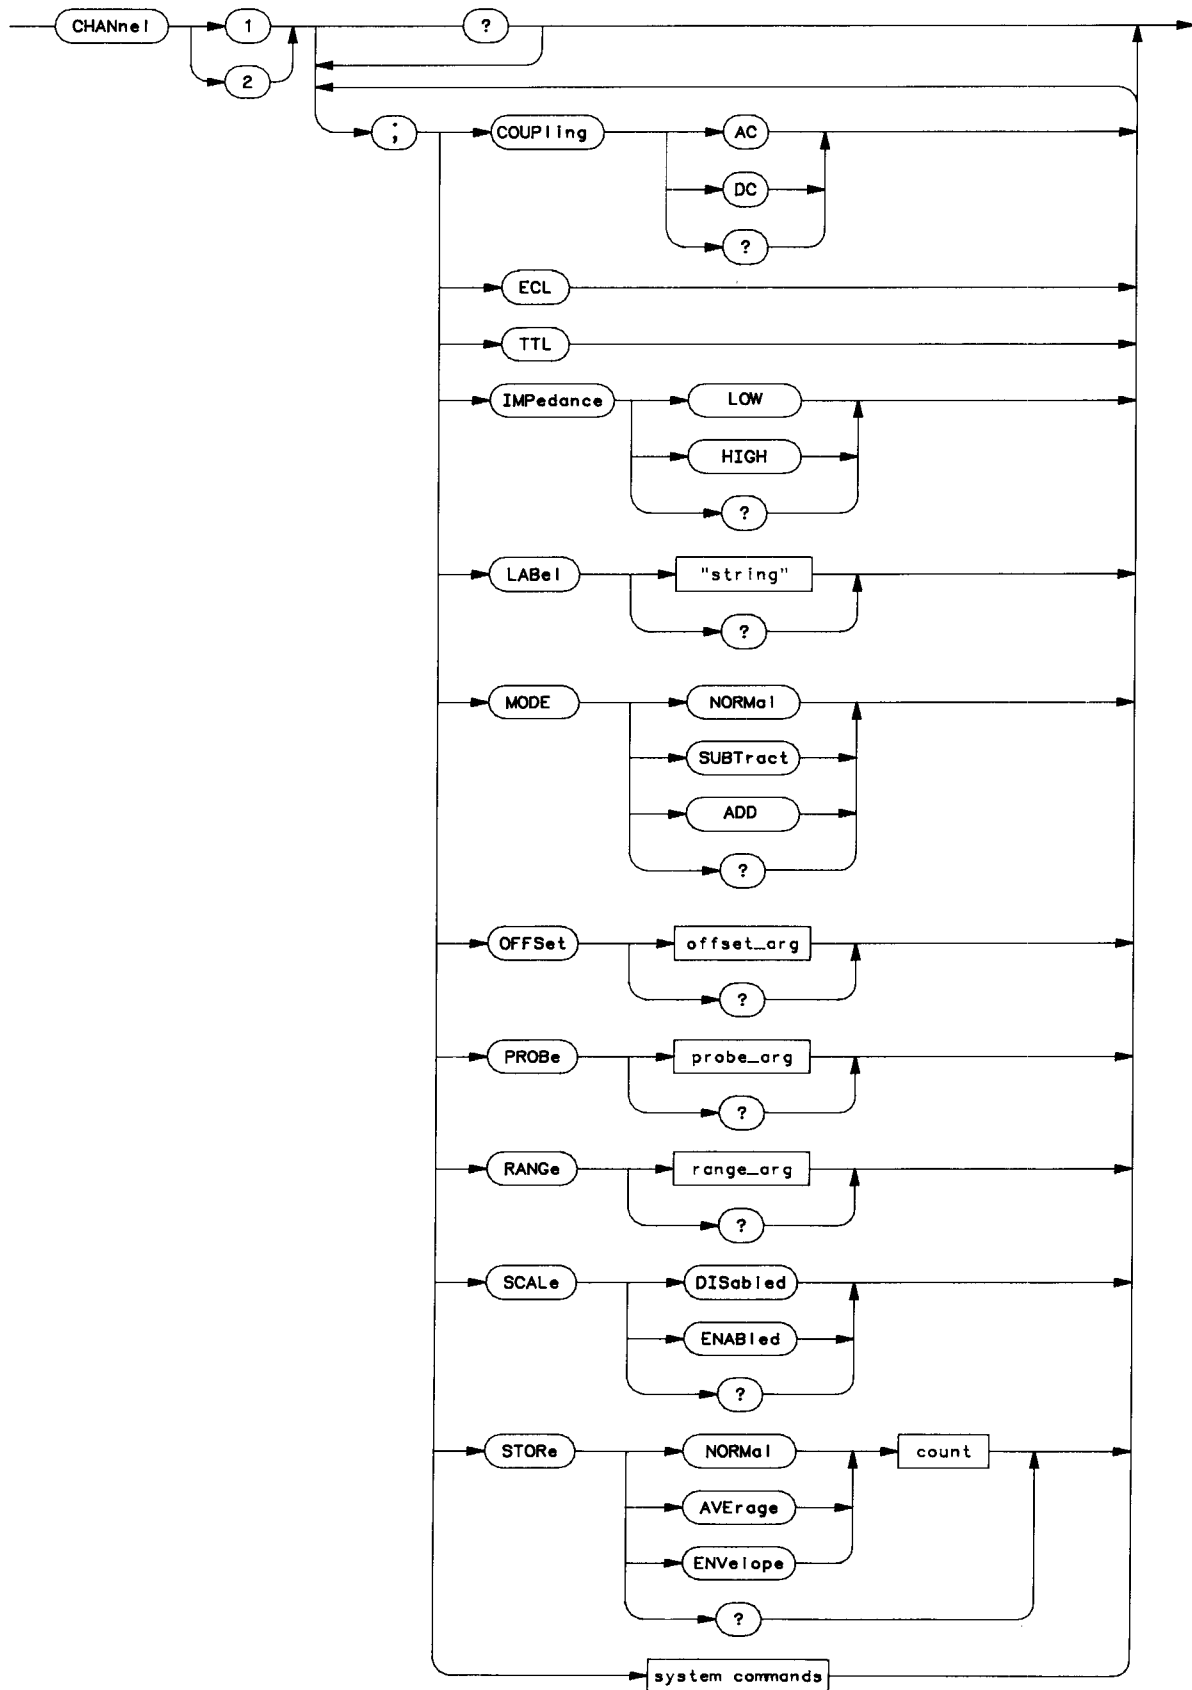 CHANnel 1 ?
2
; COUPling AC
DC
?
ECL
TTL
IMPedance LOW
HIGH
?
LABel "string"
?
MODE NORMal
SUBTract
ADD
?
OFFSet offset_arg
?
PROBe probe_arg
?
RANGe range_arg
?
SCALe DISabled
ENABled
?
STORe NORMal count
AVErage
ENVelope
?
system commands